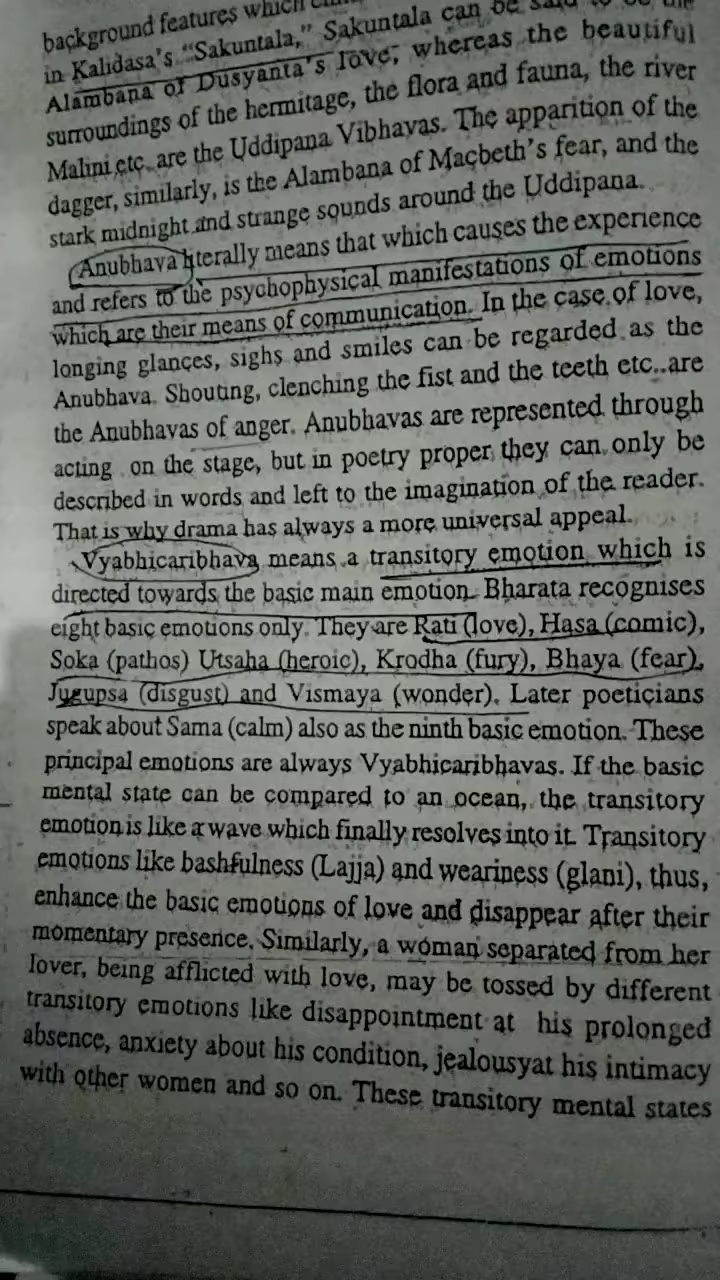 background features which
in Kalidasa's "Sakuntala," Sakuntala can be said to be the
Alambana of Dusyanta's love, whereas the beautiful
surroundings of the hermitage, the flora and fauna, the river
Malini etc. are the Uddipana Vibhavas. The apparition of the
dagger, similarly, is the Alambana of Macbeth's fear, and the
stark midnight and strange sounds around the Uddipana.
Anubhava literally means that which causes the experience
and refers to the psychophysical manifestations of emotions
which are their means of communication. In the case of love,
longing glances, sighs and smiles can be regarded as the
Anubhava. Shouting, clenching the fist and the teeth etc..are
the Anubhavas of anger. Anubhavas are represented through
acting on the stage, but in poetry proper they can only be
described in words and left to the imagination of the reader.
That is why drama has always a more universal appeal.
Vyabhicaribhava means a transitory emotion which is
directed towards the basic main emotion. Bharata recognises
eight basic emotions only. They are Rati (love), Hasa (comic),
Soka (pathos) Utsaha (heroic), Krodha (fury), Bhaya (fear),
Jugupsa (disgust) and Vismaya (wonder). Later poeticians
speak about Sama (calm) also as the ninth basic emotion. These
principal emotions are always Vyabhicaribhavas. If the basic
mental state can be compared to an ocean, the transitory
emotion is like a wave which finally resolves into it. Transitory
emotions like bashfulness (Lajja) and weariness (glani), thus,
enhance the basic emotions of love and disappear after their
momentary presence. Similarly, a woman separated from her
lover, being afflicted with love, may be tossed by different
transitory emotions like disappointment at his prolonged
absence, anxiety about his condition, jealousyat his intimacy
with other women and so on. These transitory mental states